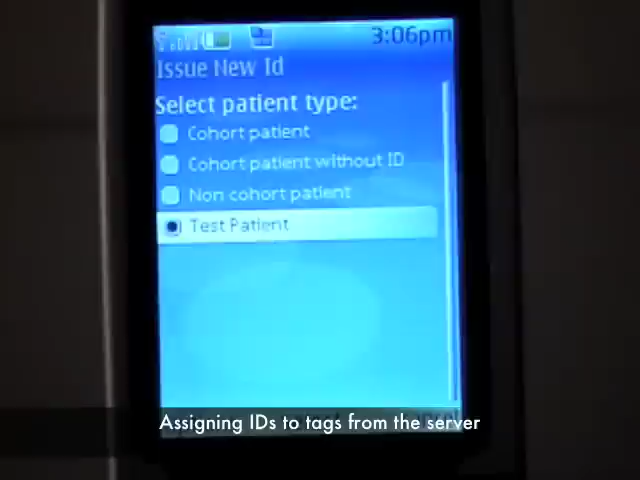 3:06pm
Issue New Id
Select patient type:
Cohort patient
Cohort patient without ID
Non cohort patient
Test Patient
Assigning IDs to tags from the server